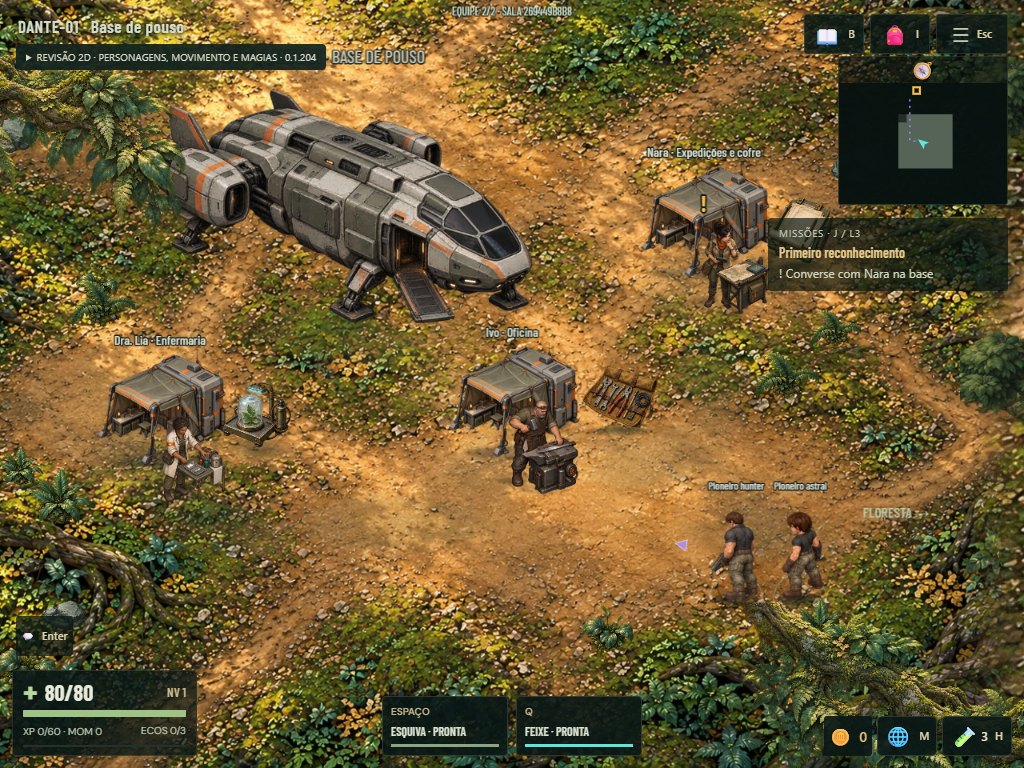 EQUIPE 2/2 · SALA 2694498888
DANTE-01 · Base de pouso
B
I
Esc
▶ REVISÃO 2D · PERSONAGENS, MOVIMENTO E MAGIAS · 0.1.204
BASE DE POUSO
Nara · Expedições e cofre
!
MISSÕES · J / L3
Primeiro reconhecimento
! Converse com Nara na base
Dra. Lia · Enfermaria
Ivo · Oficina
Pioneiro hunter
Pioneiro astral
FLORESTA
Enter
+ 80/80
NV 1
XP 0/60 · MOM 0
ECOS 0/3
ESPAÇO
ESQUIVA · PRONTA
Q
FEIXE · PRONTA
0
M
3 H